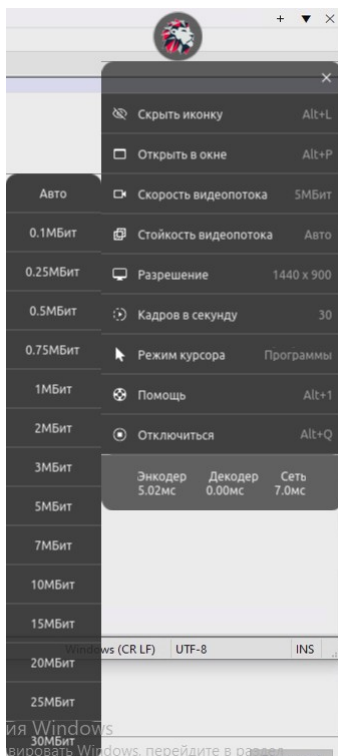 Скрыть иконку Alt+L
Открыть в окне Alt+P
Авто
Скорость видеопотока 5МБит
0.1МБит
Стойкость видеопотока Авто
0.25МБит
Разрешение 1440 x 900
0.5МБит
Кадров в секунду 30
0.75МБит
Режим курсора Программы
1МБит
Помощь Alt+1
2МБит
Отключиться Alt+Q
3МБит
Энкодер Декодер Сеть
5.02мс 0.00мс 7.0мс
5МБит
7МБит
10МБит
15МБит
Windows (CR LF) UTF-8 INS
20МБит
25МБит
ия Windows
30МБит
вировать Windows, перейдите в раздел